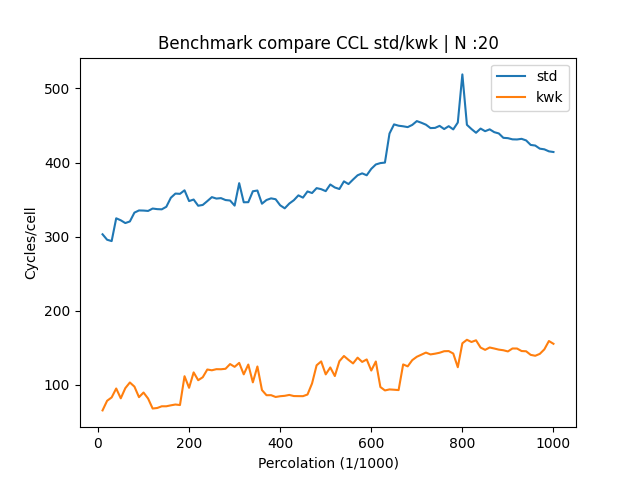 Benchmark compare CCL std/kwk | N :20
std
kwk
Cycles/cell
500
400
300
200
100
0
200
400
600
800
1000
Percolation (1/1000)